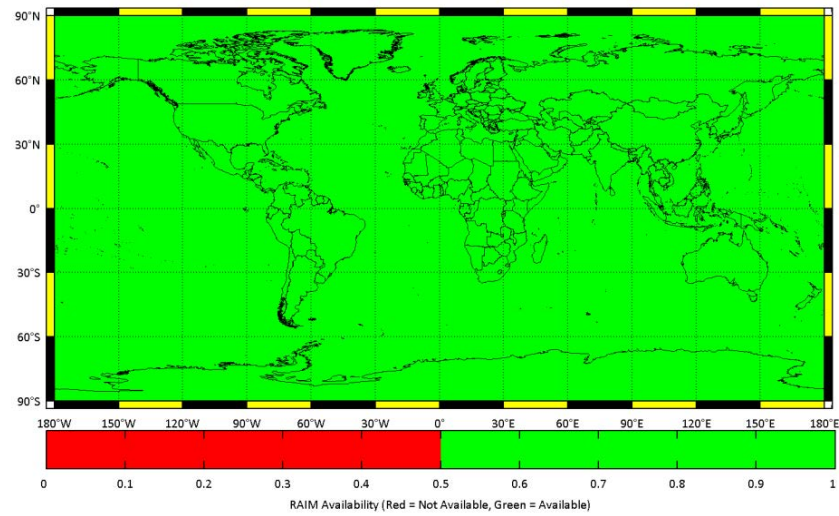 90°N
60°N
30°N
0°
30°S
60°S
90°S
180°W 150°W 120°W 90°W 60°W 30°W 0° 30°E 60°E 90°E 120°E 150°E 180°E
0 0.1 0.2 0.3 0.4 0.5 0.6 0.7 0.8 0.9 1
RAIM Availability (Red = Not Available, Green = Available)